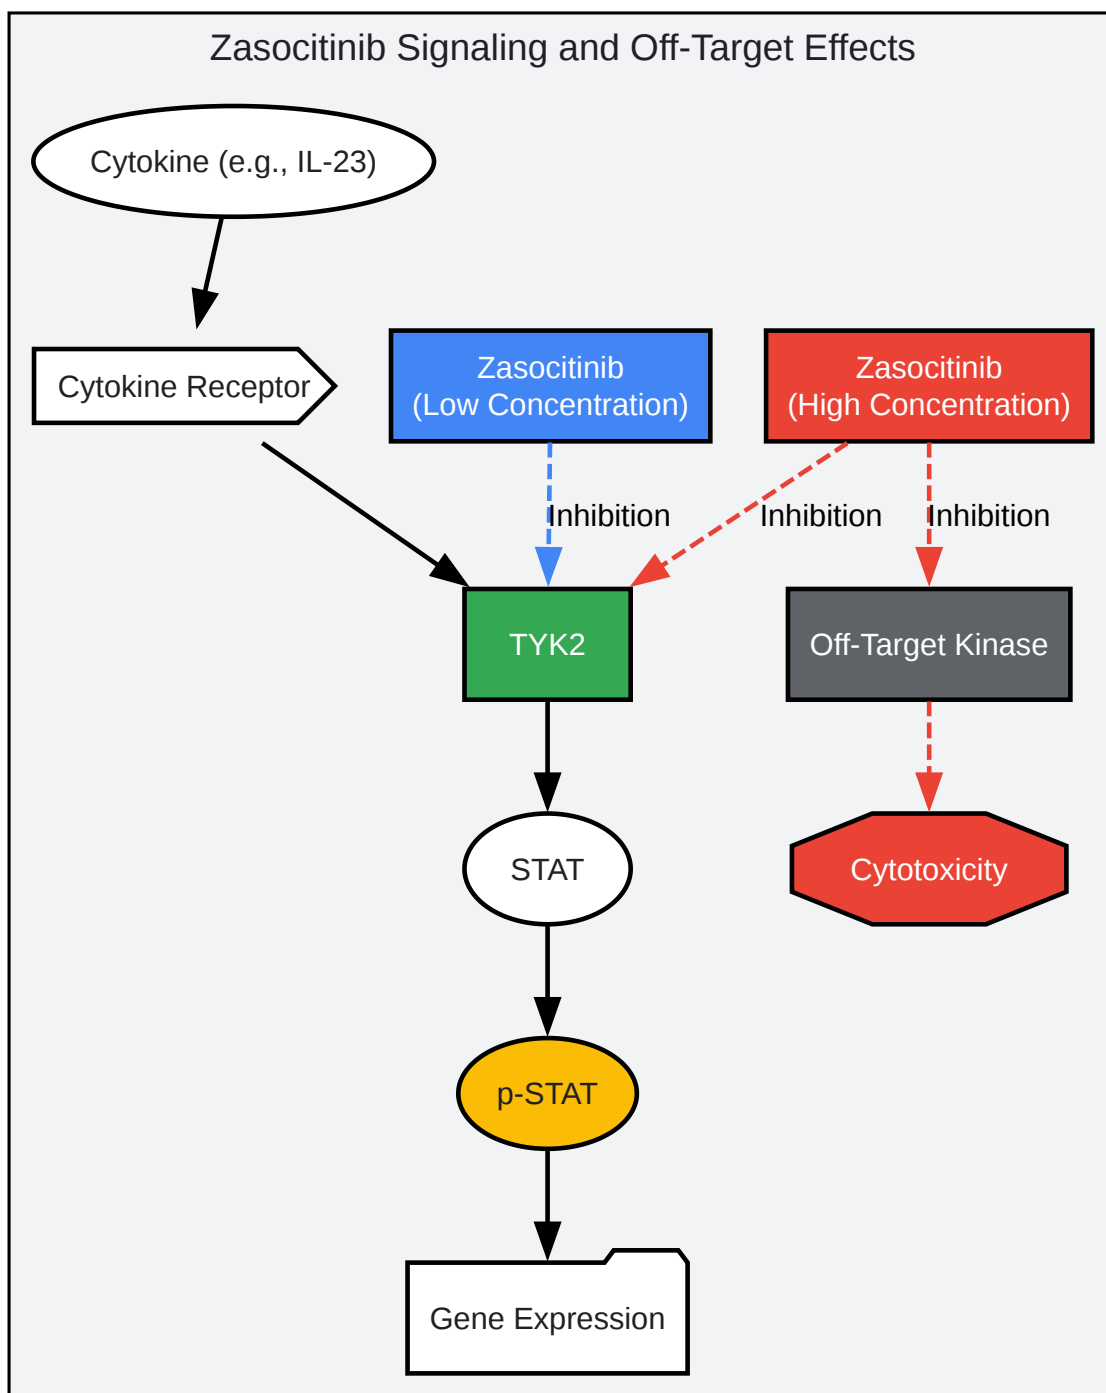 Zasocitinib Signaling and Off-Target Effects
Cytokine (e.g., IL-23)
Cytokine Receptor
Zasocitinib
(Low Concentration)
Zasocitinib
(High Concentration)
Inhibition
Inhibition
Inhibition
TYK2
Off-Target Kinase
STAT
Cytotoxicity
p-STAT
Gene Expression